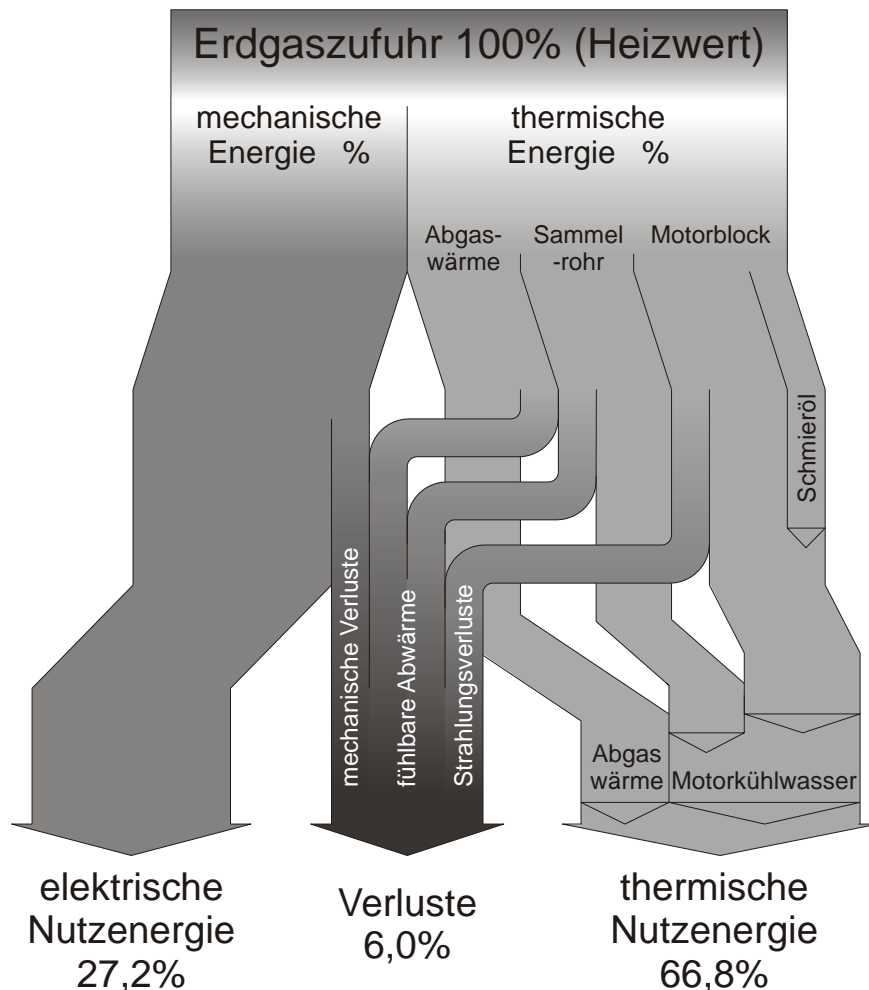 Erdgaszufuhr 100% (Heizwert)
mechanische
Energie %
thermische
Energie %
Abgas-
wärme
Sammel
-rohr
Motorblock
Schmieröl
mechanische Verluste
fühlbare Abwärme
Strahlungsverluste
Abgas
wärme
Motorkühlwasser
elektrische
Nutzenergie
27,2%
Verluste
6,0%
thermische
Nutzenergie
66,8%